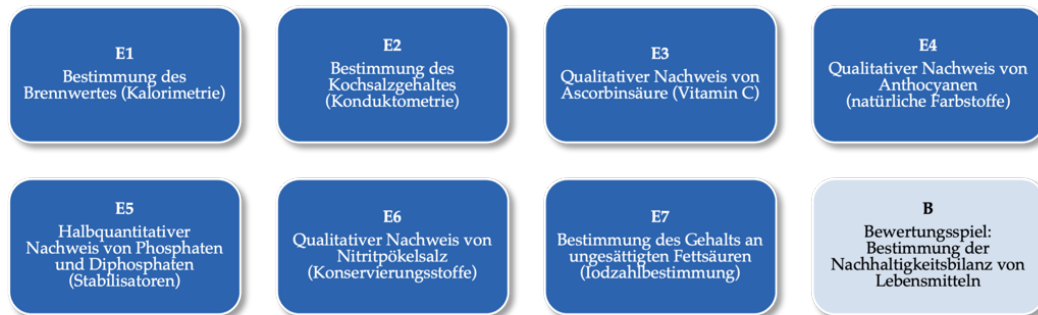 E1
Bestimmung des
Brennwertes (Kalorimetrie)
E2
Bestimmung des
Kochsalzgehaltes
(Konduktometrie)
E3
Qualitativer Nachweis von
Ascorbinsäure (Vitamin C)
E4
Qualitativer Nachweis von
Anthocyanen
(natürliche Farbstoffe)
E5
Halbquantitativer
Nachweis von Phosphaten
und Diphosphaten
(Stabilisatoren)
E6
Qualitativer Nachweis von
Nitritpökelsalz
(Konservierungsstoffe)
E7
Bestimmung des Gehalts an
ungesättigten Fettsäuren
(Iodzahlbestimmung)
B
Bewertungsspiel:
Bestimmung der
Nachhaltigkeitsbilanz von
Lebensmitteln